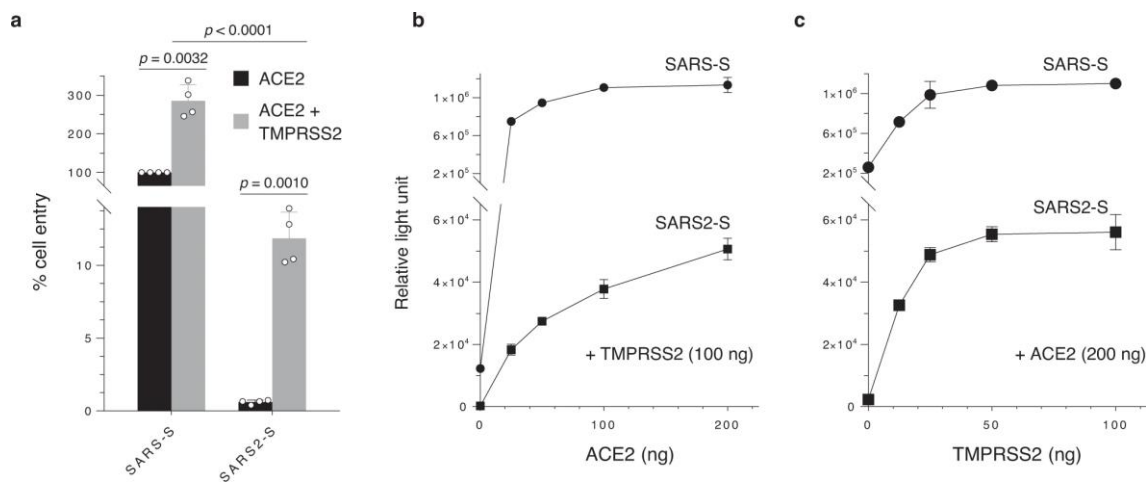 a
p < 0.0001
p = 0.0032
ACE2
ACE2 +
TMPRSS2
p = 0.0010
% cell entry
300
200
100
10
5
0
SARS-S
SARS2-S
b
SARS-S
1×10⁶
6×10⁵
2×10⁵
SARS2-S
6×10⁴
4×10⁴
2×10⁴
0
Relative light unit
+ TMPRSS2 (100 ng)
0
100
200
ACE2 (ng)
c
SARS-S
1×10⁶
6×10⁵
2×10⁵
SARS2-S
6×10⁴
4×10⁴
2×10⁴
0
+ ACE2 (200 ng)
0
50
100
TMPRSS2 (ng)